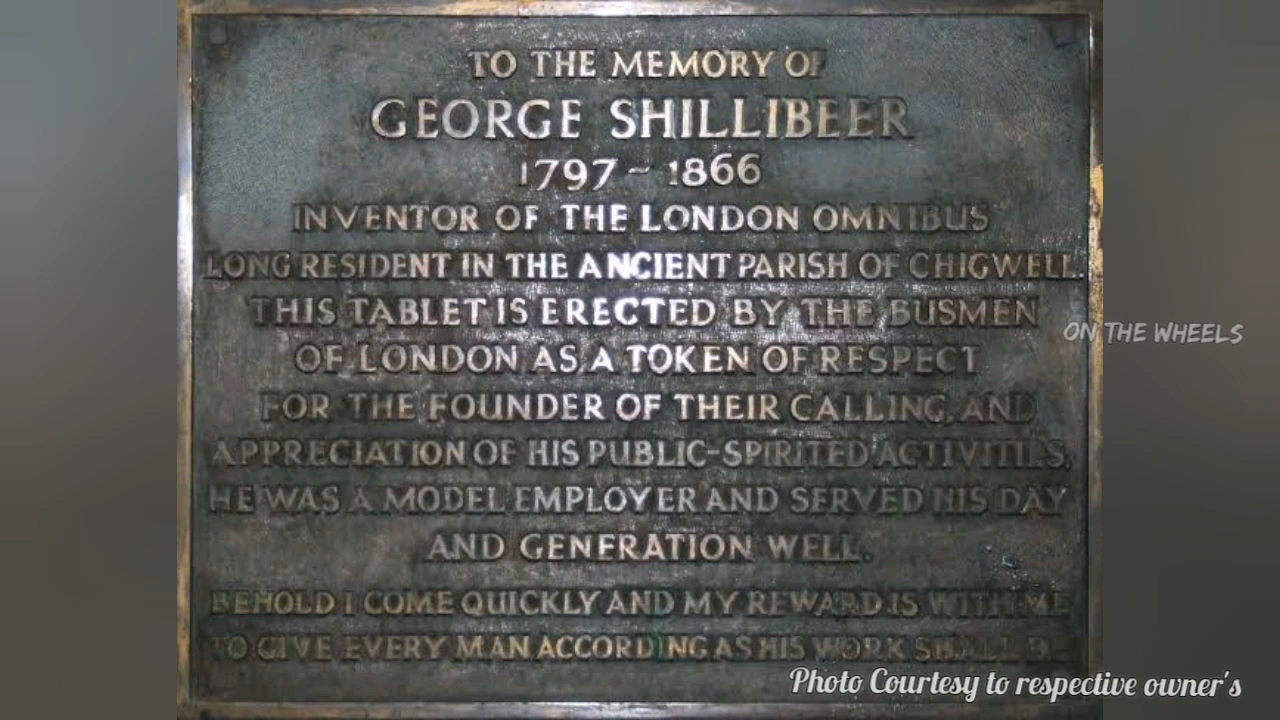 TO THE MEMORY OF
GEORGE SHILLIBEER
1797 ~ 1866
INVENTOR OF THE LONDON OMNIBUS
LONG RESIDENT IN THE ANCIENT PARISH OF CHIGWELL.
THIS TABLET IS ERECTED BY THE BUSMEN
ON THE WHEELS
OF LONDON AS A TOKEN OF RESPECT
FOR THE FOUNDER OF THEIR CALLING, AND
APPRECIATION OF HIS PUBLIC-SPIRITED ACTIVITIES,
HE WAS A MODEL EMPLOYER AND SERVED HIS DAY
AND GENERATION WELL.
BEHOLD I COME QUICKLY AND MY REWARD IS WITH ME
TO GIVE EVERY MAN ACCORDING AS HIS WORK SHALL BE
Photo Courtesy to respective owner's